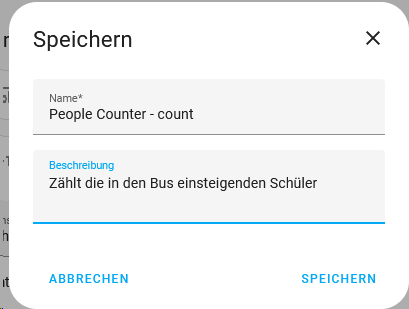 Speichern
Name*
People Counter - count
Beschreibung
Zählt die in den Bus einsteigenden Schüler
ABBRECHEN
SPEICHERN